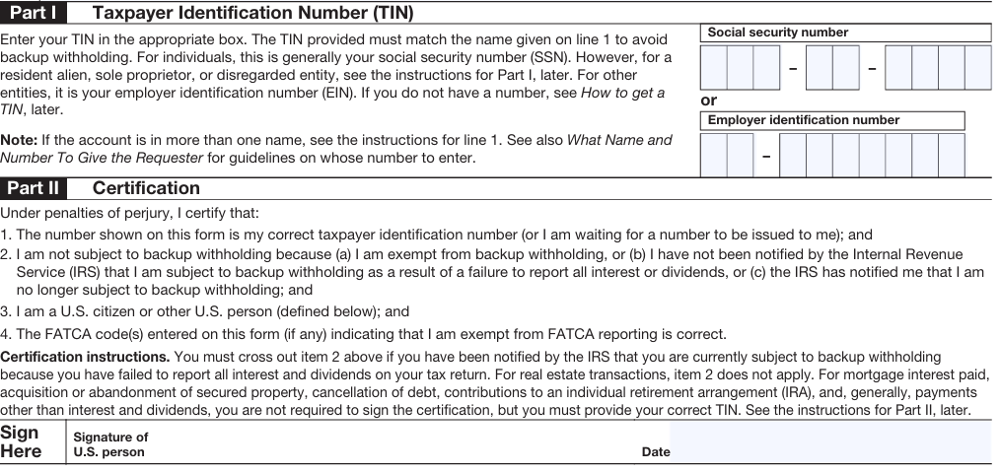 Part I Taxpayer Identification Number (TIN)
Enter your TIN in the appropriate box. The TIN provided must match the name given on line 1 to avoid
backup withholding. For individuals, this is generally your social security number (SSN). However, for a
resident alien, sole proprietor, or disregarded entity, see the instructions for Part I, later. For other
entities, it is your employer identification number (EIN). If you do not have a number, see How to get a
TIN, later.
Note: If the account is in more than one name, see the instructions for line 1. See also What Name and
Number To Give the Requester for guidelines on whose number to enter.
Social security number
– –
or
Employer identification number
–
Part II Certification
Under penalties of perjury, I certify that:
1. The number shown on this form is my correct taxpayer identification number (or I am waiting for a number to be issued to me); and
2. I am not subject to backup withholding because (a) I am exempt from backup withholding, or (b) I have not been notified by the Internal Revenue
Service (IRS) that I am subject to backup withholding as a result of a failure to report all interest or dividends, or (c) the IRS has notified me that I am
no longer subject to backup withholding; and
3. I am a U.S. citizen or other U.S. person (defined below); and
4. The FATCA code(s) entered on this form (if any) indicating that I am exempt from FATCA reporting is correct.
Certification instructions. You must cross out item 2 above if you have been notified by the IRS that you are currently subject to backup withholding
because you have failed to report all interest and dividends on your tax return. For real estate transactions, item 2 does not apply. For mortgage interest paid,
acquisition or abandonment of secured property, cancellation of debt, contributions to an individual retirement arrangement (IRA), and, generally, payments
other than interest and dividends, you are not required to sign the certification, but you must provide your correct TIN. See the instructions for Part II, later.
Sign
Here
Signature of
U.S. person
Date